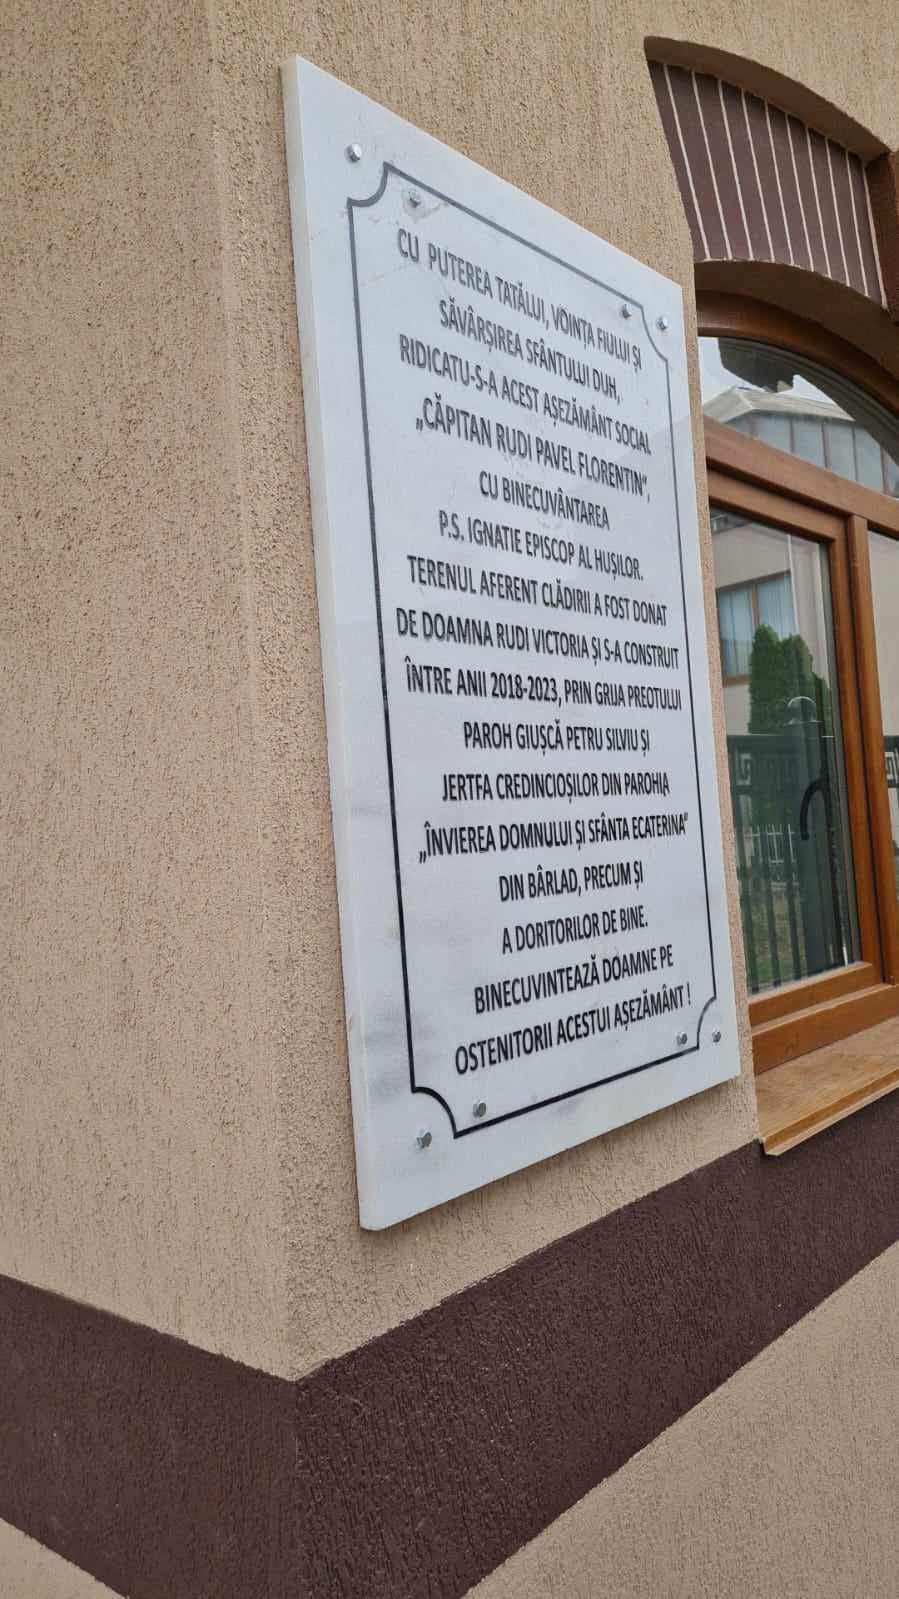 CU PUTEREA TATĂLUI, VOINȚA FIULUI ȘI
SĂVÂRȘIREA SFÂNTULUI DUH,
RIDICATU-S-A ACEST AȘEZĂMÂNT SOCIAL
„CĂPITAN RUDI PAVEL FLORENTIN”,
CU BINECUVÂNTAREA
P.S. IGNATIE EPISCOP AL HUȘILOR.
TERENUL AFERENT CLĂDIRII A FOST DONAT
DE DOAMNA RUDI VICTORIA ȘI S-A CONSTRUIT
ÎNTRE ANII 2018-2023, PRIN GRIJA PREOTULUI
PAROH GIUȘCĂ PETRU SILVIU ȘI
JERTFA CREDINCIOȘILOR DIN PAROHIA
„ÎNVIEREA DOMNULUI ȘI SFÂNTA ECATERINA”
DIN BÂRLAD, PRECUM ȘI
A DORITORILOR DE BINE.
BINECUVINTEAZĂ DOAMNE PE
OSTENITORII ACESTUI AȘEZĂMÂNT !